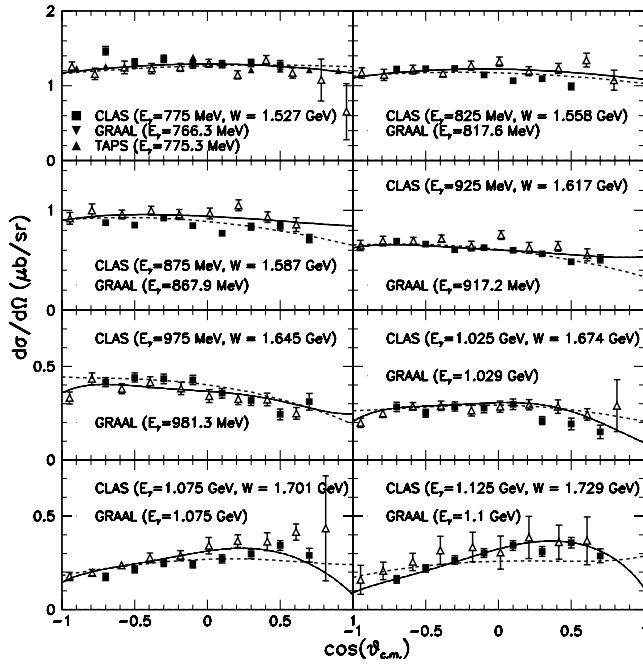 2
1
0
CLAS (Eγ=775 MeV, W = 1.527 GeV)
GRAAL (Eγ=766.3 MeV)
TAPS (Eγ=775.3 MeV)
CLAS (Eγ=825 MeV, W = 1.558 GeV)
GRAAL (Eγ=817.6 MeV)
1
0.5
CLAS (Eγ=875 MeV, W = 1.587 GeV)
GRAAL (Eγ=867.9 MeV)
CLAS (Eγ=925 MeV, W = 1.617 GeV)
GRAAL (Eγ=917.2 MeV)
dσ/dΩ (μb/sr)
0
0.5
CLAS (Eγ=975 MeV, W = 1.645 GeV)
GRAAL (Eγ=981.3 MeV)
CLAS (Eγ=1.025 GeV, W = 1.674 GeV)
GRAAL (Eγ=1.029 GeV)
0
0.5
0
CLAS (Eγ=1.075 GeV, W = 1.701 GeV)
GRAAL (Eγ=1.075 GeV)
CLAS (Eγ=1.125 GeV, W = 1.729 GeV)
GRAAL (Eγ=1.1 GeV)
-1 -0.5 0 0.5 -1 -0.5 0 0.5 1
cos(ϑc.m.)